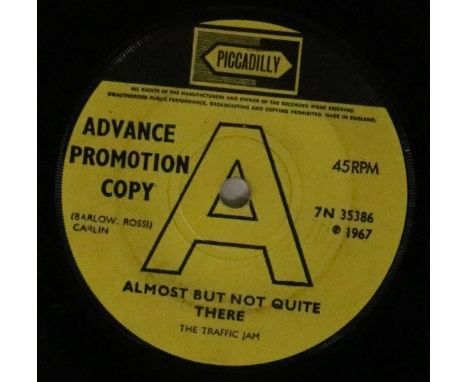 PICCADILLY
ALL RIGHTS OF THE MANUFACTURERS AND OWNER OF THE RECORDED WORK RESERVED.
UNAUTHORISED PUBLIC PERFORMANCE, BROADCASTING AND COPYING PROHIBITED. MADE IN ENGLAND.
ADVANCE
PROMOTION
COPY
A
45RPM
(BARLOW, ROSSI)
CARLIN
7N 35386
℗ 1967
ALMOST BUT NOT QUITE
THERE
THE TRAFFIC JAM